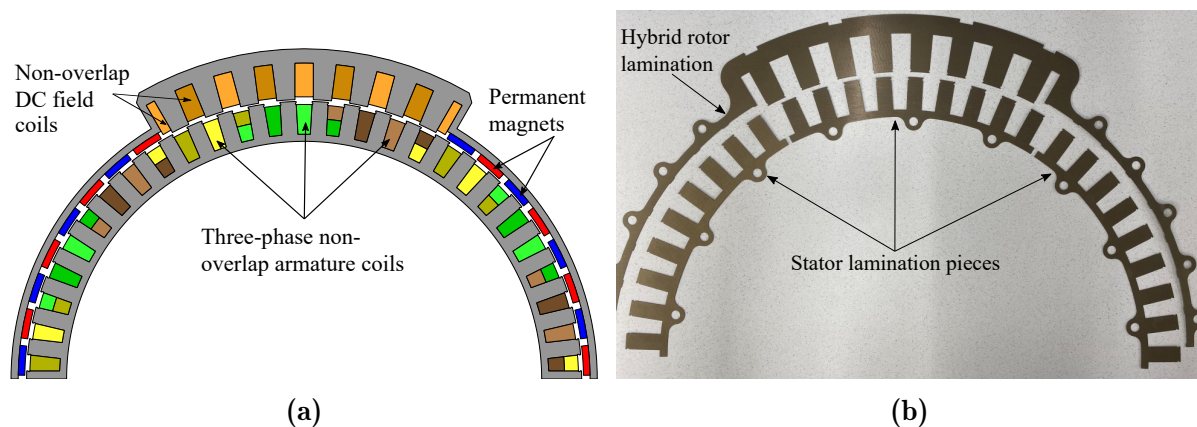 Non-overlap
DC field
coils
Permanent
magnets
Three-phase non-
overlap armature coils
(a)
Hybrid rotor
lamination
Stator lamination pieces
(b)